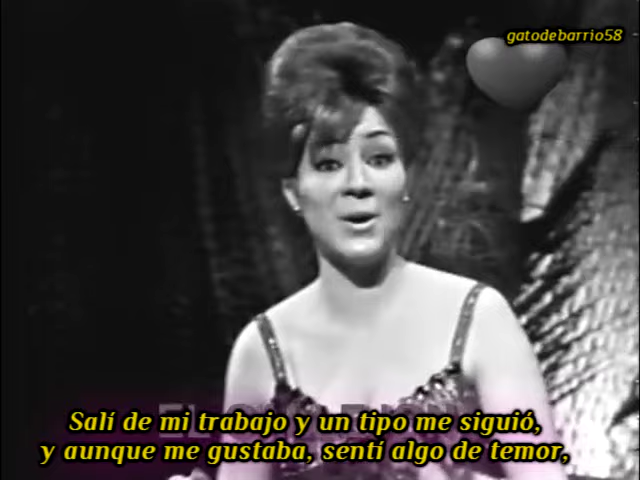 gatodebarrio58
Salí de mi trabajo y un tipo me siguió,
y aunque me gustaba, sentí algo de temor,